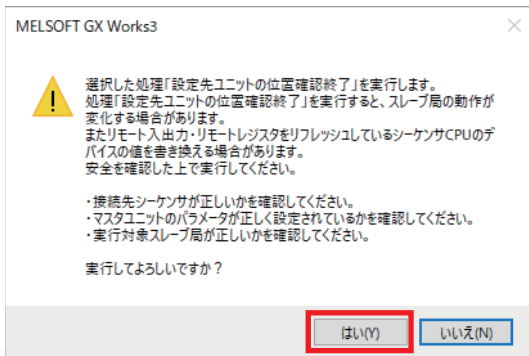 MELSOFT GX Works3
選択した処理「設定先ユニットの位置確認終了」を実行します。
処理「設定先ユニットの位置確認終了」を実行すると、スレーブ局の動作が
変化する場合があります。
またリモート入出力・リモートレジスタをリフレッシュしているシーケンサCPUのデ
バイスの値を書き換える場合があります。
安全を確認した上で実行してください。
・接続先シーケンサが正しいかを確認してください。
・マスタユニットのパラメータが正しく設定されているかを確認してください。
・実行対象スレーブ局が正しいかを確認してください。
実行してよろしいですか？
はい(Y)
いいえ(N)